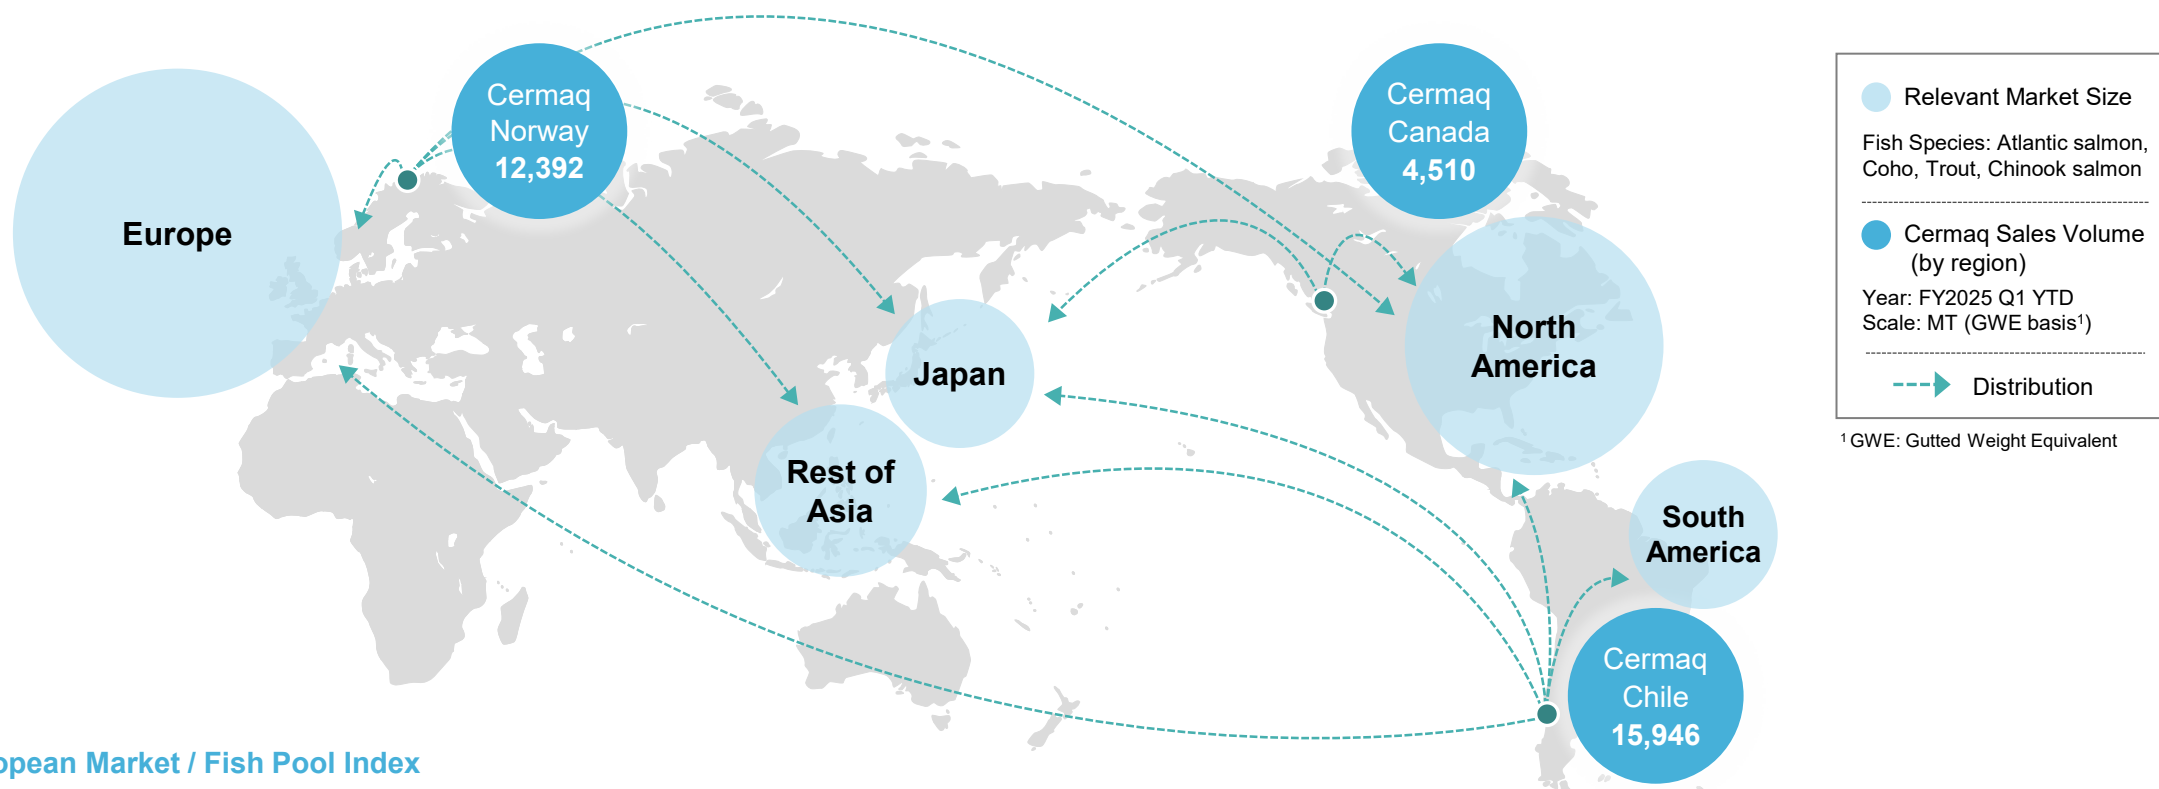 Cermaq
Norway
12,392
Cermaq
Canada
4,510
Europe
Japan
Rest of
Asia
North
America
South
America
Cermaq
Chile
15,946
Relevant Market Size
Fish Species: Atlantic salmon,
Coho, Trout, Chinook salmon
Cermaq Sales Volume
(by region)
Year: FY2025 Q1 YTD
Scale: MT (GWE basis¹)
Distribution
¹ GWE: Gutted Weight Equivalent
opean Market / Fish Pool Index